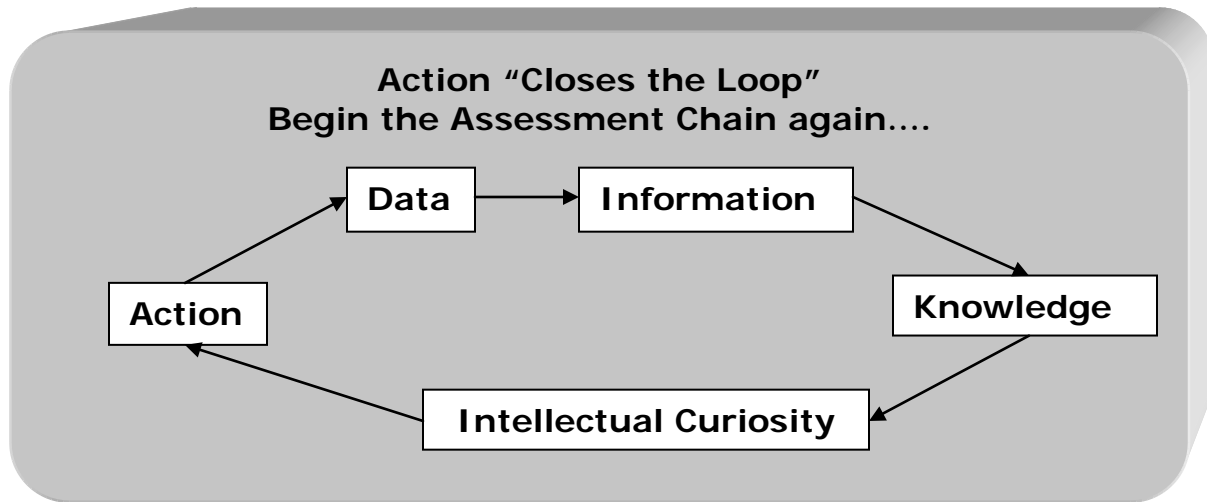 Action “Closes the Loop”
Begin the Assessment Chain again….
Data
Information
Action
Knowledge
Intellectual Curiosity